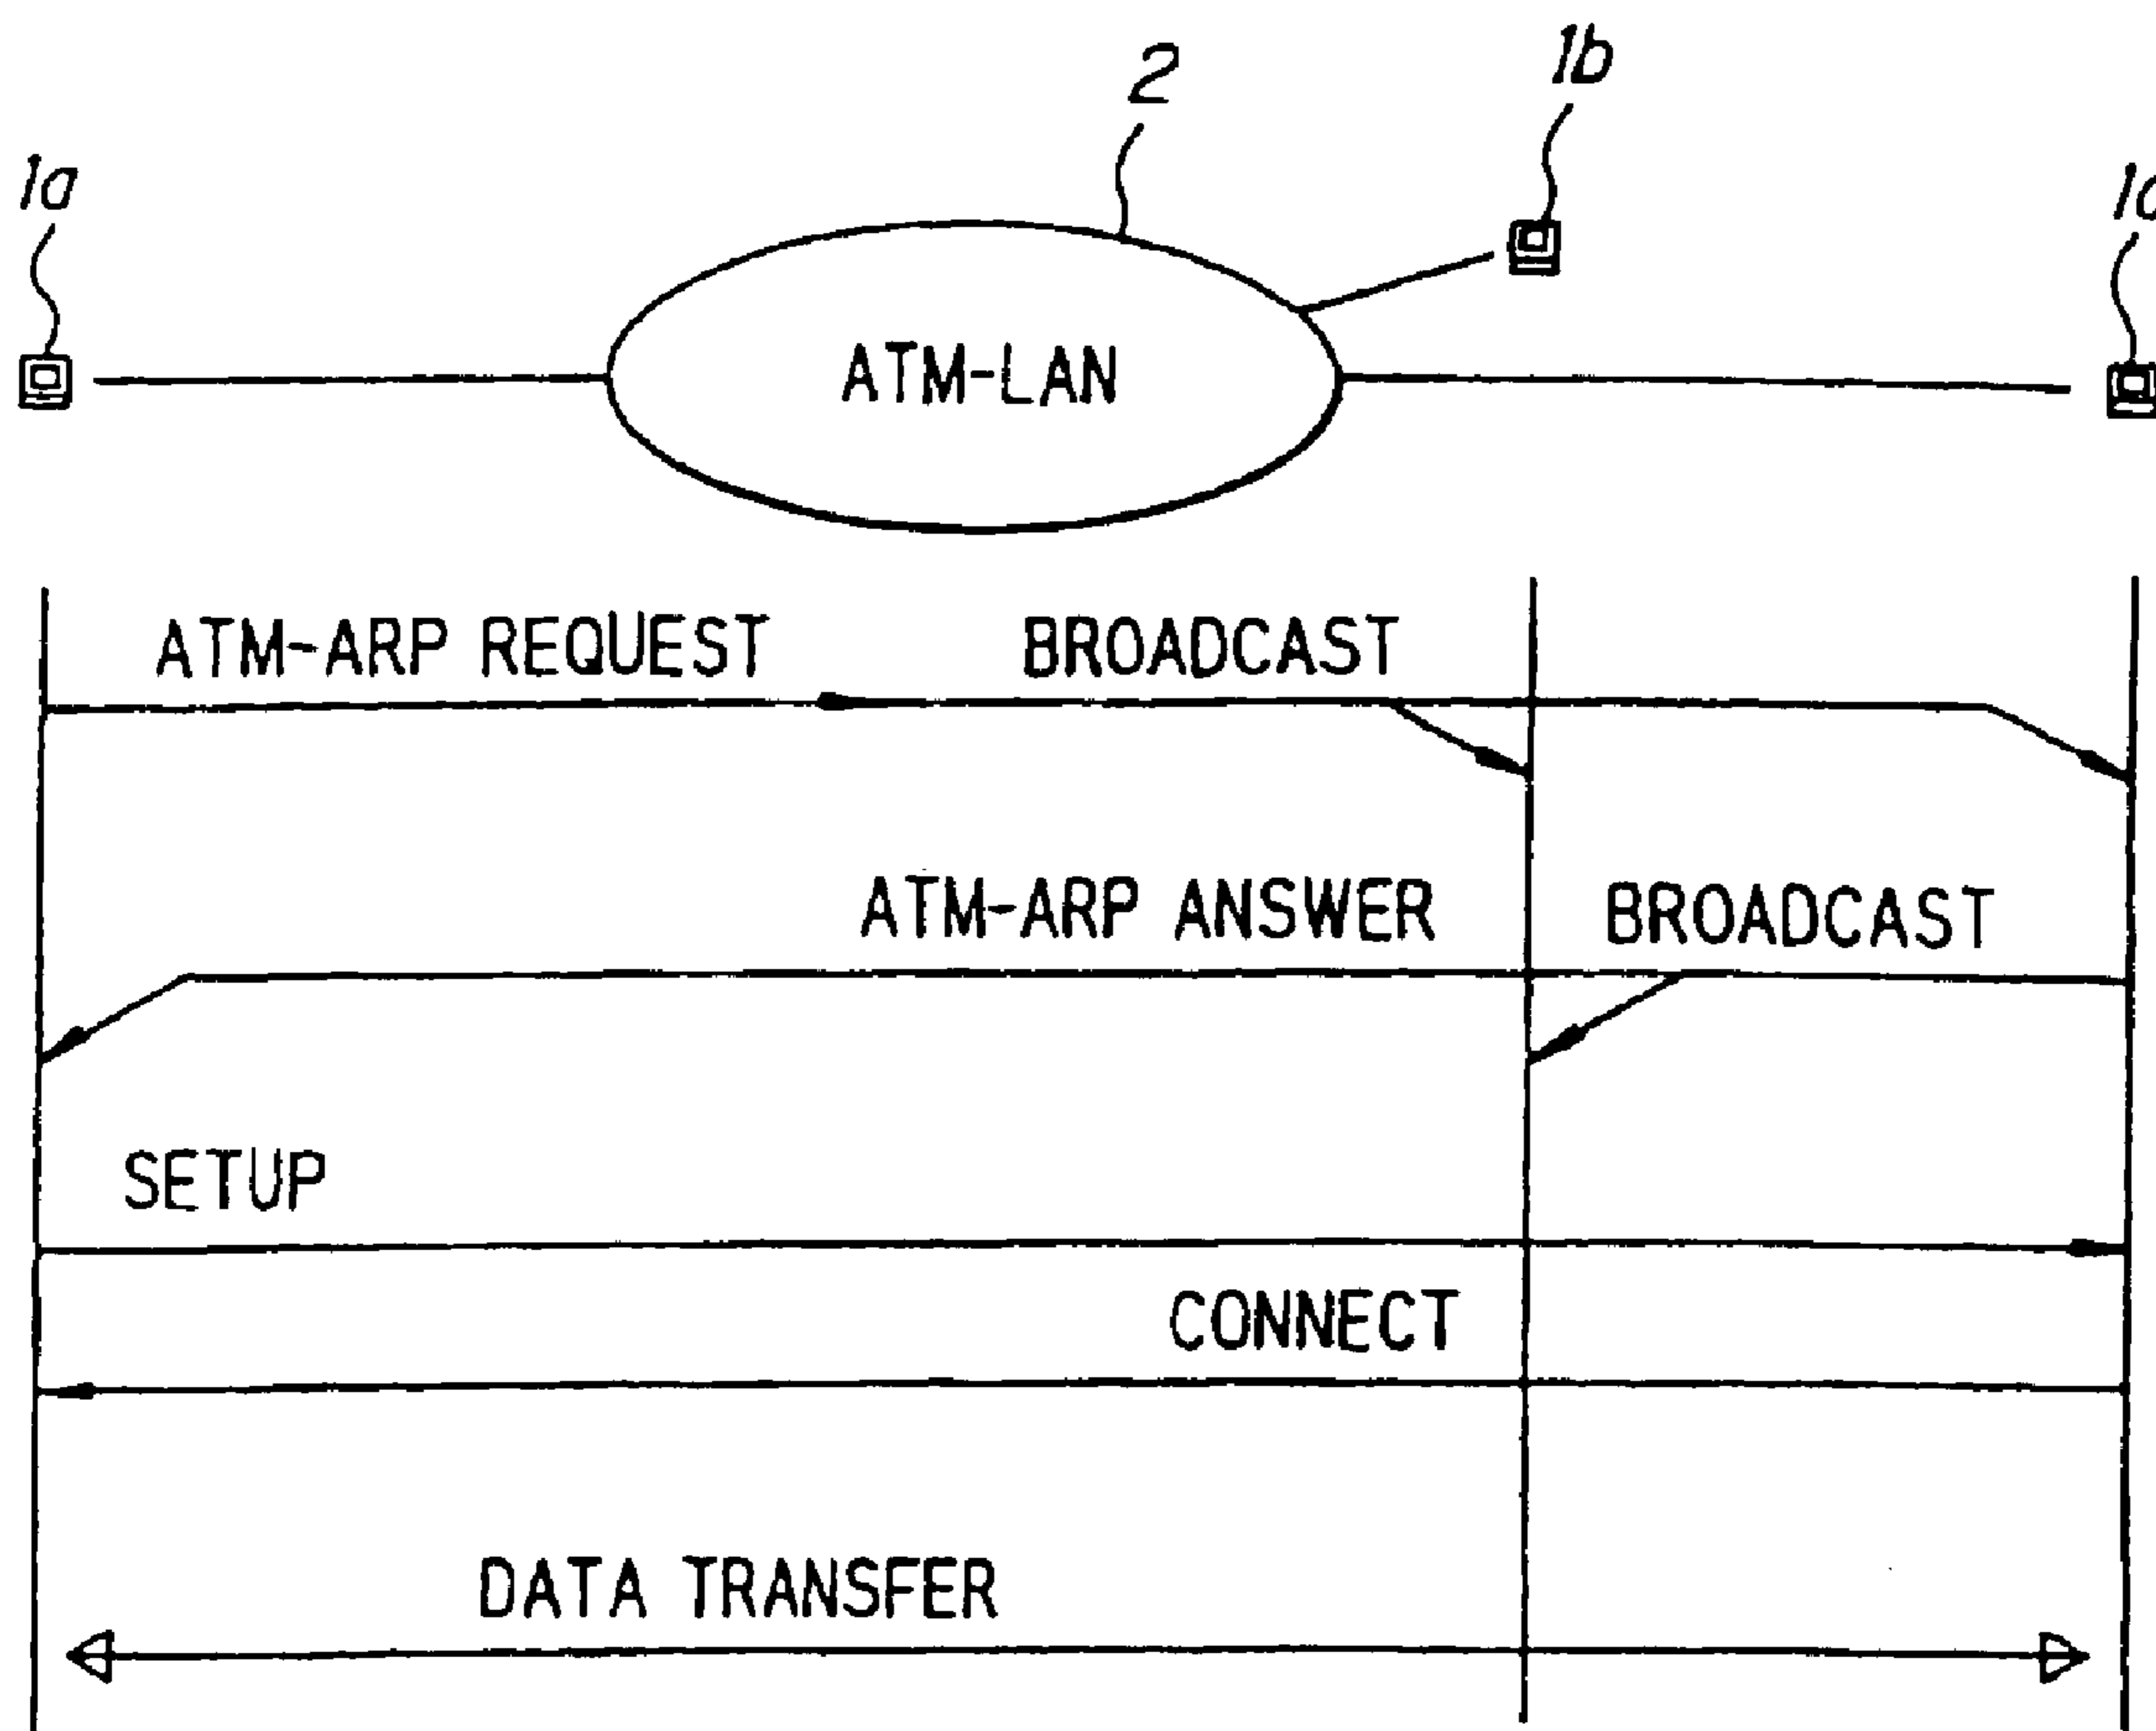 2
1b
1a
ATM-LAN
ATM-ARP REQUEST BROADCAST
ATM-ARP ANSWER BROADCAST
SETUP
CONNECT
DATA TRANSFER